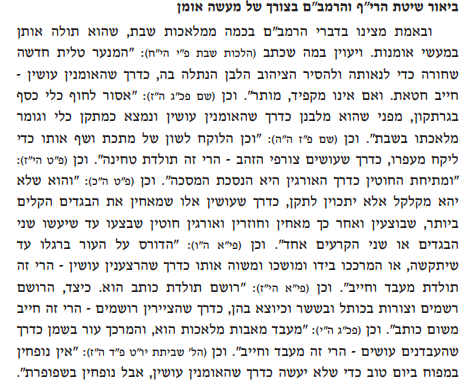 ביאור שיטת הרי"ף והרמב"ם בצורך של מעשה אומן
ובאמת מצינו בדברי הרמב"ם בכמה ממלאכות שבת, שהוא תולה אותן
במעשי אומנות. ויעוין במה שכתב (הלכות שבת פ"י הי"ח): "המנער טלית חדשה
שחורה כדי לנאותה ולהסיר הציהוב הלבן הנתלה בה, כדרך שהאומנין עושין -
חייב חטאת. ואם אינו מקפיד, מותר". וכן (שם פכ"ג ה"ז): "אסור לחוף כלי כסף
בגרתקון, מפני שהוא מלבנן כדרך שהאומנין עושין ונמצא כמתקן כלי וגומר
מלאכתו בשבת". וכן (שם פ"ז ה"ה): "וכן הלוקח לשון של מתכת ושף אותו כדי
ליקח מעפרו, כדרך שעושים צורפי הזהב - הרי זה תולדת טחינה". וכן (פ"ט הי"ז):
"ומתיחת החוטין כדרך האורגין היא הנסכת המסכה". וכן (פ"ט ה"כ): "והוא שלא
יהא מקלקל אלא יתכוין לתקן, כדרך שעושין אלו שמאחין את הבגדים הקלים
ביותר, שבוצעין ואחר כך מאחין וחוזרין ואורגין חוטין שבצעו עד שיעשו שני
הבגדים או שני הקרעים אחד". וכן (פי"א ה"ו): "הדורס על העור ברגלו עד
שיתקשה, או המרככו בידו ומושכו ומשוה אותו כדרך שהרצענין עושין - הרי זה
תולדת מעבד וחייב". וכן (פי"א הי"ז): "רושם תולדת כותב הוא. כיצד, הרושם
רשמים וצורות בכותל ובששר וכיוצא בהן, כדרך שהציירין רושמים - הרי זה חייב
משום כותב". וכן (פכ"ג ה"י): "מעבד מאבות מלאכות הוא, והמרכך עור בשמן כדרך
שהעבדנים עושים - הרי זה מעבד וחייב". וכן (הל' שביתת יו"ט פ"ד ה"ז): "אין נופחין
במפוח ביום טוב כדי שלא יעשה כדרך שהאומנין עושין, אבל נופחין בשפופרת".